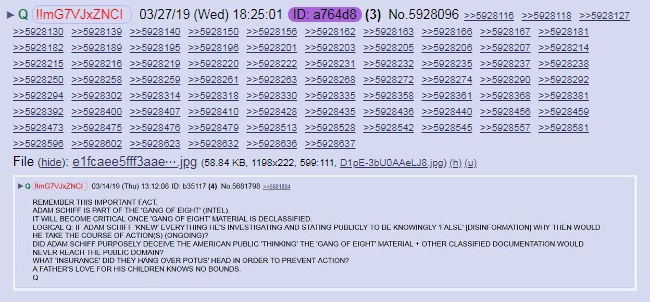 ▶ Q !!mG7VJxZNCI 03/27/19 (Wed) 18:25:01 ID: a764d8 (3) No.5928096 >>5928116 >>5928118 >>5928127
>>5928130 >>5928139 >>5928140 >>5928150 >>5928156 >>5928162 >>5928163 >>5928166 >>5928167 >>5928181
>>5928182 >>5928189 >>5928195 >>5928196 >>5928201 >>5928203 >>5928205 >>5928206 >>5928207 >>5928214
>>5928215 >>5928216 >>5928219 >>5928220 >>5928222 >>5928231 >>5928232 >>5928235 >>5928237 >>5928238
>>5928250 >>5928258 >>5928259 >>5928261 >>5928263 >>5928268 >>5928272 >>5928274 >>5928290 >>5928292
>>5928294 >>5928302 >>5928314 >>5928318 >>5928330 >>5928335 >>5928358 >>5928361 >>5928368 >>5928381
>>5928392 >>5928400 >>5928407 >>5928410 >>5928428 >>5928435 >>5928436 >>5928440 >>5928456 >>5928459
>>5928473 >>5928475 >>5928476 >>5928479 >>5928513 >>5928528 >>5928542 >>5928545 >>5928557 >>5928581
>>5928596 >>5928602 >>5928623 >>5928632 >>5928636 >>5928637
File (hide): e1fcaee5fff3aae⋯.jpg (58.84 KB, 1198x222, 599:111, D1pE-3bU0AAeLJ8.jpg) (h) (u)
▶ Q !!mG7VJxZNCI 03/14/19 (Thu) 13:12:08 ID: b35117 (4) No.5681798 >>5681884
REMEMBER THIS IMPORTANT FACT.
ADAM SCHIFF IS PART OF THE 'GANG OF EIGHT' (INTEL).
IT WILL BECOME CRITICAL ONCE 'GANG OF EIGHT' MATERIAL IS DECLASSIFIED.
LOGICAL Q: IF ADAM SCHIFF 'KNEW' EVERYTHING HE'S INVESTIGATING AND STATING PUBLICLY TO BE KNOWINGLY FALSE' [DISINFORMATION] WHY THEN WOULD
HE TAKE THE COURSE OF ACTION(S) (ONGOING)?
DID ADAM SCHIFF PURPOSELY DECEIVE THE AMERICAN PUBLIC 'THINKING' THE 'GANG OF EIGHT' MATERIAL + OTHER CLASSIFIED DOCUMENTATION WOULD
NEVER REACH THE PUBLIC DOMAIN?
WHAT 'INSURANCE' DID THEY HANG OVER POTUS' HEAD IN ORDER TO PREVENT ACTION?
A FATHER'S LOVE FOR HIS CHILDREN KNOWS NO BOUNDS.
Q